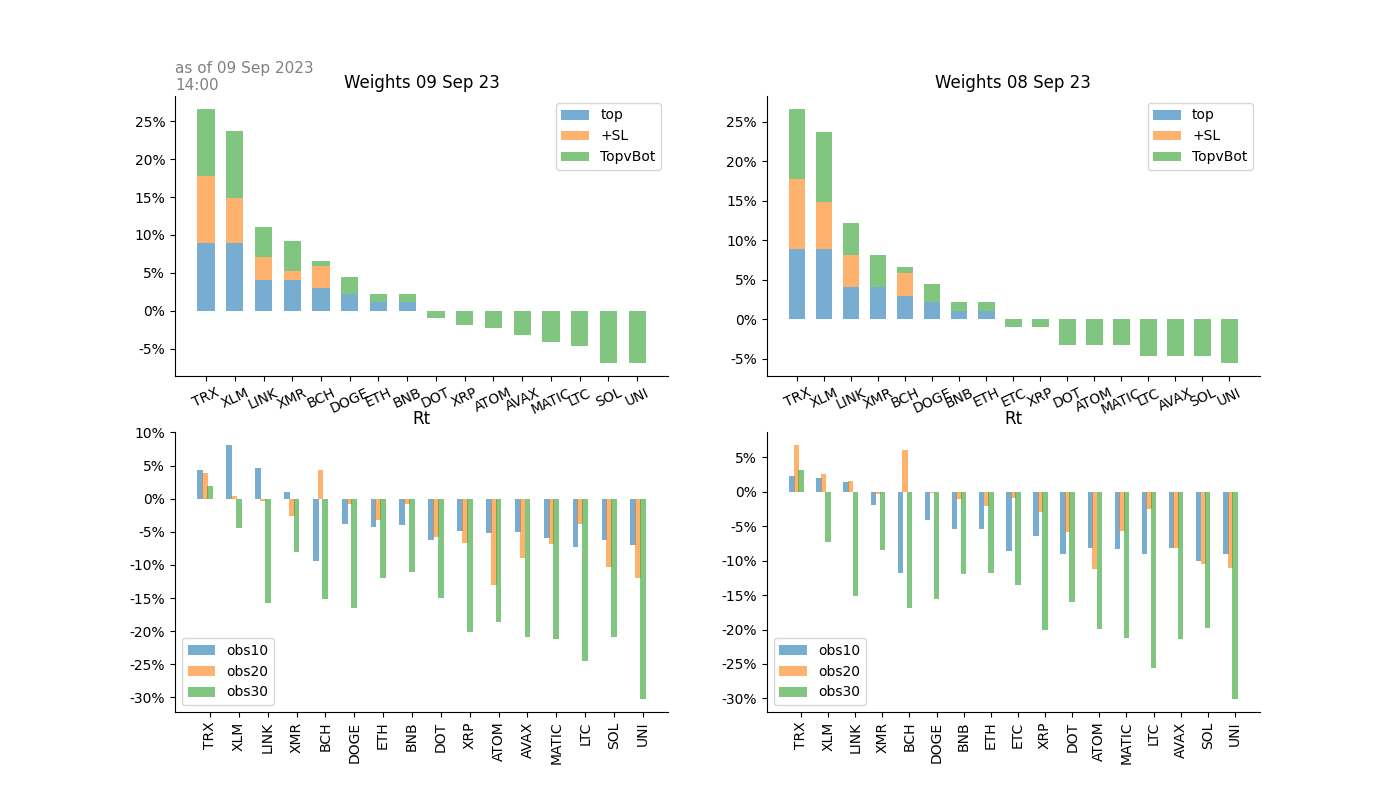 as of 09 Sep 2023
14:00
Weights 09 Sep 23
25%
20%
15%
10%
5%
0%
-5%
top
+SL
TopvBot
TRX XLM LINK XMR BCH DOGE ETH BNB DOT XRP ATOM AVAX MATIC LTC SOL UNI
Weights 08 Sep 23
25%
20%
15%
10%
5%
0%
-5%
top
+SL
TopvBot
TRX XLM LINK XMR BCH DOGE BNB ETH ETC XRP DOT ATOM MATIC LTC AVAX SOL UNI
Rt
10%
5%
0%
-5%
-10%
-15%
-20%
-25%
-30%
obs10
obs20
obs30
TRX XLM LINK XMR BCH DOGE ETH BNB DOT XRP ATOM AVAX MATIC LTC SOL UNI
Rt
5%
0%
-5%
-10%
-15%
-20%
-25%
-30%
obs10
obs20
obs30
TRX XLM LINK XMR BCH DOGE BNB ETH ETC XRP DOT ATOM MATIC LTC AVAX SOL UNI